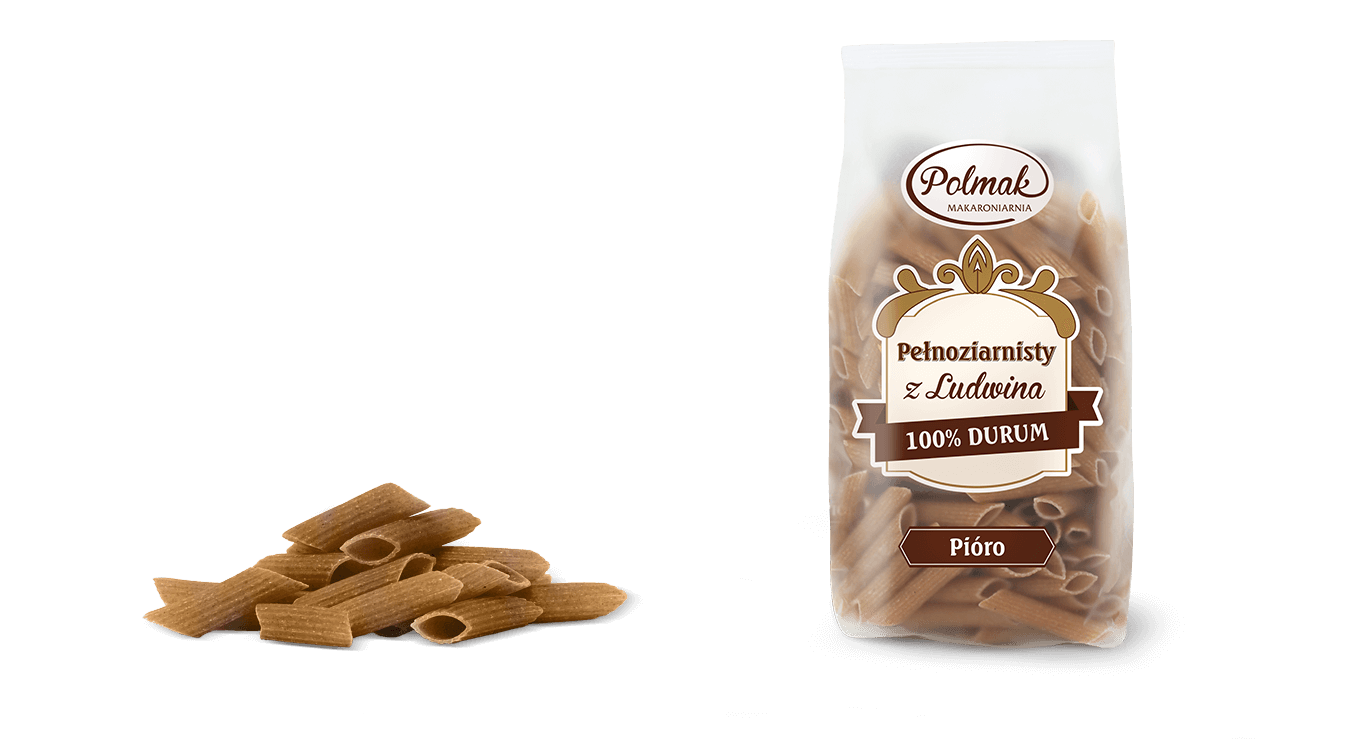 Polmak
MAKARONIARNIA
Pełnoziarnisty
z Ludwina
100% DURUM
Pióro